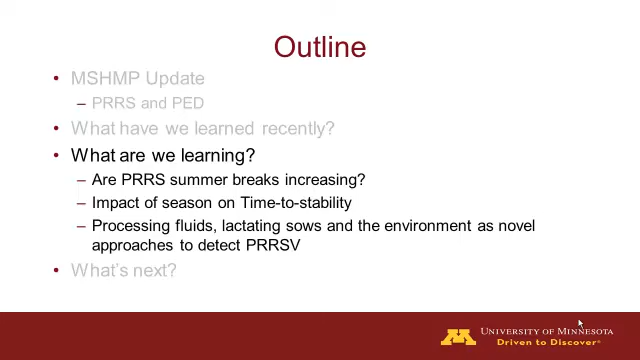 Outline
• MSHMP Update
– PRRS and PED
• What have we learned recently?
• What are we learning?
– Are PRRS summer breaks increasing?
– Impact of season on Time-to-stability
– Processing fluids, lactating sows and the environment as novel
approaches to detect PRRSV
• What's next?
M
UNIVERSITY OF MINNESOTA
Driven to Discover®